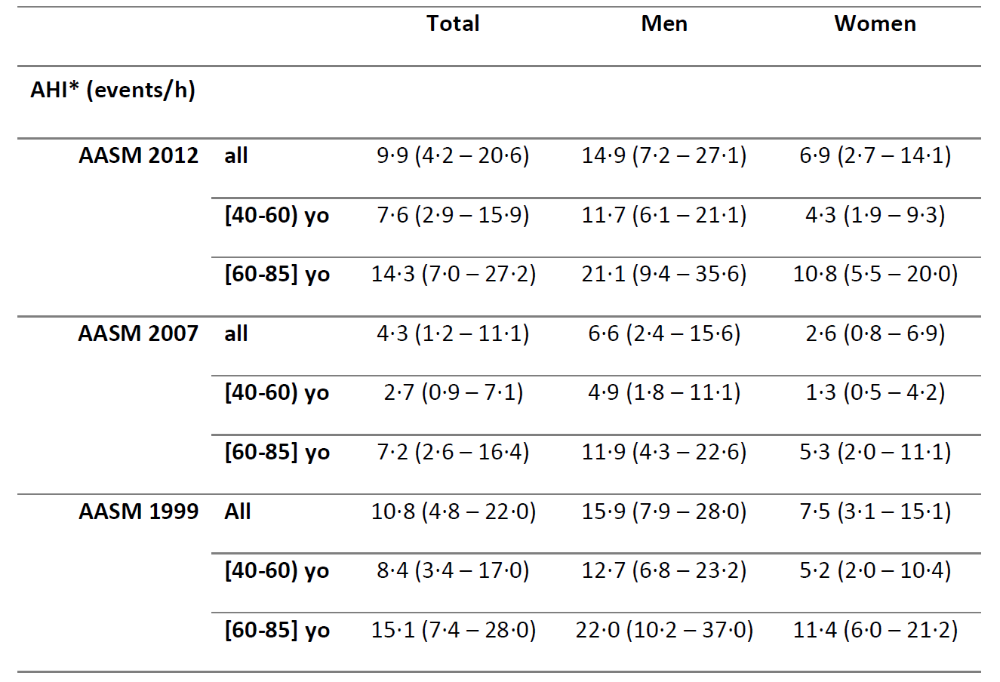 Total Men Women
AHI* (events/h)
AASM 2012 all 9·9 (4·2 – 20·6) 14·9 (7·2 – 27·1) 6·9 (2·7 – 14·1)
[40-60) yo 7·6 (2·9 – 15·9) 11·7 (6·1 – 21·1) 4·3 (1·9 – 9·3)
[60-85] yo 14·3 (7·0 – 27·2) 21·1 (9·4 – 35·6) 10·8 (5·5 – 20·0)
AASM 2007 all 4·3 (1·2 – 11·1) 6·6 (2·4 – 15·6) 2·6 (0·8 – 6·9)
[40-60) yo 2·7 (0·9 – 7·1) 4·9 (1·8 – 11·1) 1·3 (0·5 – 4·2)
[60-85] yo 7·2 (2·6 – 16·4) 11·9 (4·3 – 22·6) 5·3 (2·0 – 11·1)
AASM 1999 All 10·8 (4·8 – 22·0) 15·9 (7·9 – 28·0) 7·5 (3·1 – 15·1)
[40-60) yo 8·4 (3·4 – 17·0) 12·7 (6·8 – 23·2) 5·2 (2·0 – 10·4)
[60-85] yo 15·1 (7·4 – 28·0) 22·0 (10·2 – 37·0) 11·4 (6·0 – 21·2)